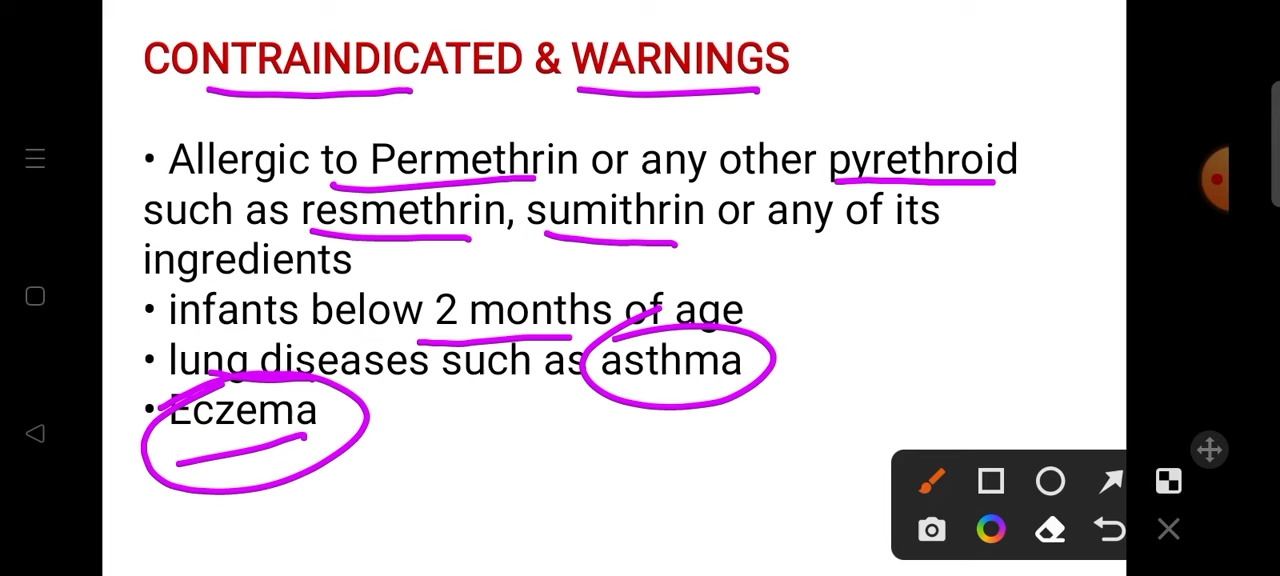 CONTRAINDICATED & WARNINGS
• Allergic to Permethrin or any other pyrethroid
such as resmethrin, sumithrin or any of its
ingredients
• infants below 2 months of age
• lung diseases such as asthma
• Eczema